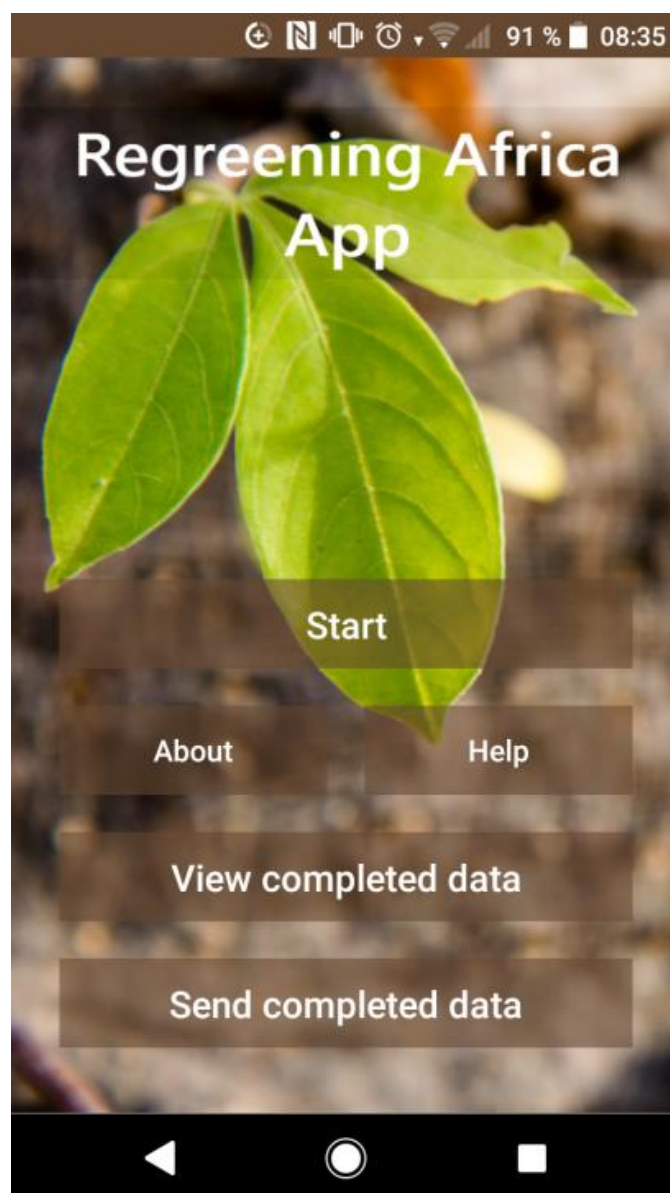 91 % 08:35
Regreening Africa
App
Start
About Help
View completed data
Send completed data